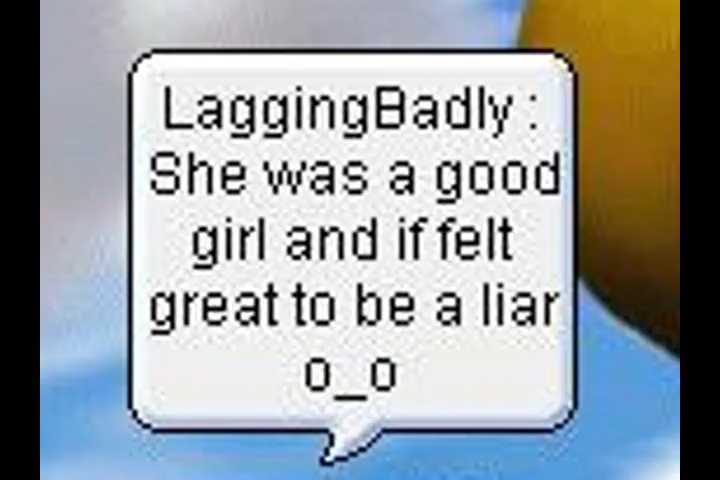 LaggingBadly :
She was a good
girl and if felt
great to be a liar
o_o